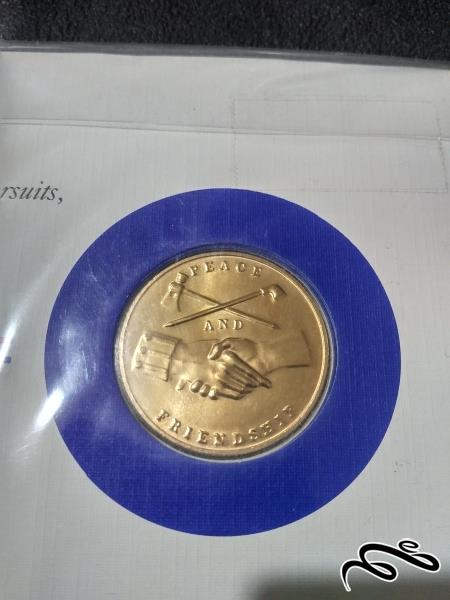 rsuits,
PEACE
AND
FRIENDSHIP